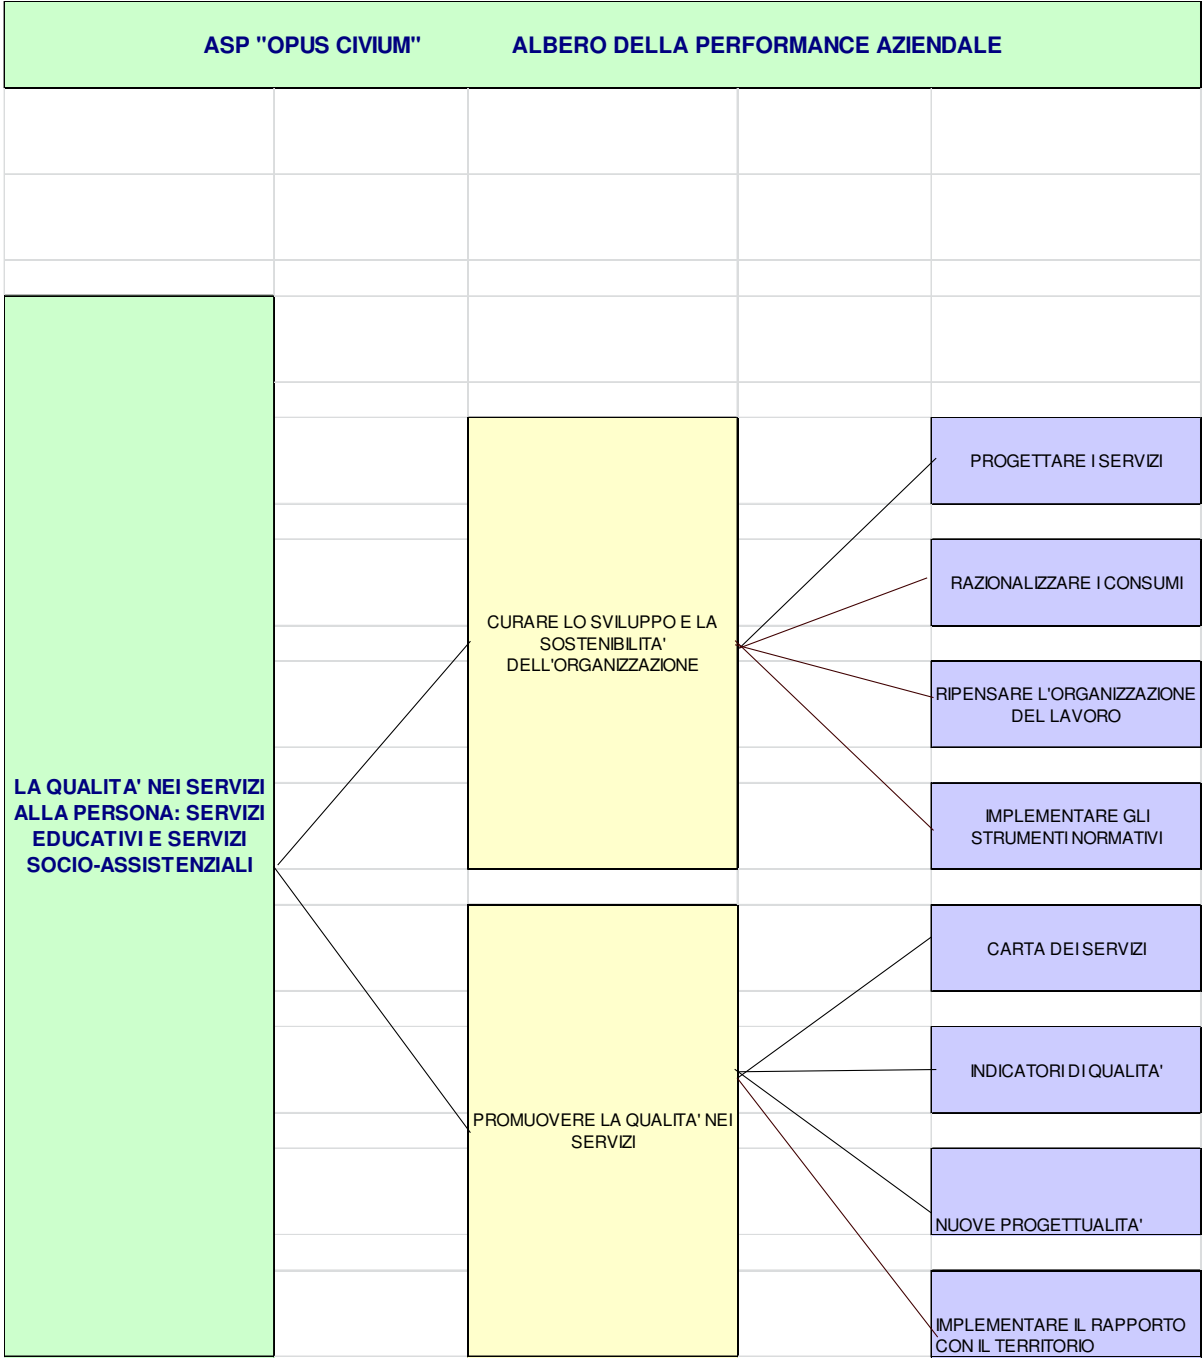 ASP "OPUS CIVIUM" ALBERO DELLA PERFORMANCE AZIENDALE
LA QUALITA' NEI SERVIZI
ALLA PERSONA: SERVIZI
EDUCATIVI E SERVIZI
SOCIO-ASSISTENZIALI
CURARE LO SVILUPPO E LA
SOSTENIBILITA'
DELL'ORGANIZZAZIONE
PROGETTARE I SERVIZI
RAZIONALIZZARE I CONSUMI
RIPENSARE L'ORGANIZZAZIONE
DEL LAVORO
IMPLEMENTARE GLI
STRUMENTI NORMATIVI
PROMUOVERE LA QUALITA' NEI
SERVIZI
CARTA DEI SERVIZI
INDICATORI DI QUALITA'
NUOVE PROGETTUALITA'
IMPLEMENTARE IL RAPPORTO
CON IL TERRITORIO